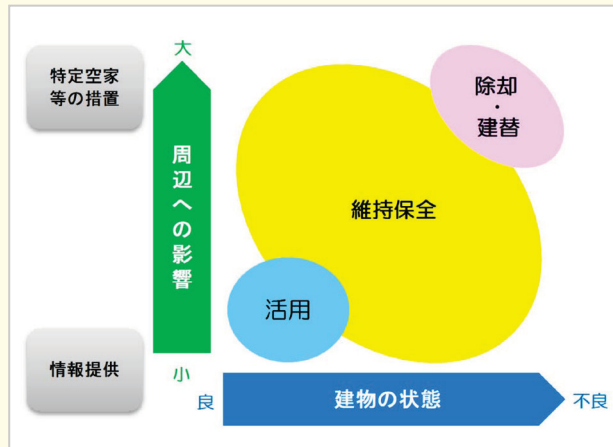 特定空家
等の措置
大
周辺への影響
除却
・
建替
維持保全
活用
情報提供
小
良
建物の状態
不良